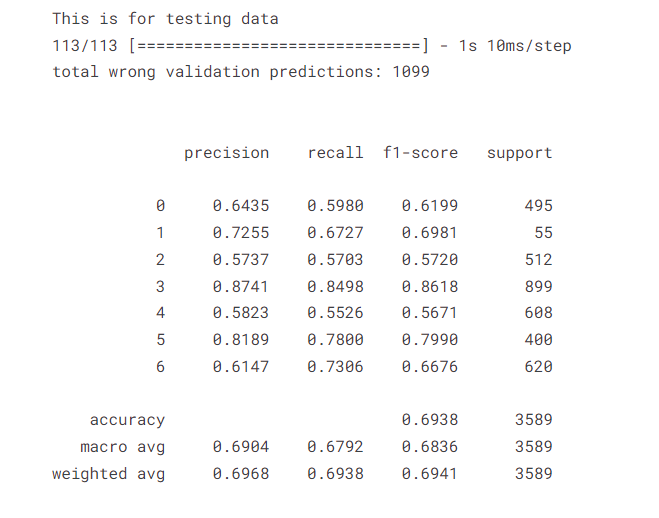 This is for testing data
113/113 [==============================] - 1s 10ms/step
total wrong validation predictions: 1099
precision recall f1-score support
0 0.6435 0.5980 0.6199 495
1 0.7255 0.6727 0.6981 55
2 0.5737 0.5703 0.5720 512
3 0.8741 0.8498 0.8618 899
4 0.5823 0.5526 0.5671 608
5 0.8189 0.7800 0.7990 400
6 0.6147 0.7306 0.6676 620
accuracy 0.6938 3589
macro avg 0.6904 0.6792 0.6836 3589
weighted avg 0.6968 0.6938 0.6941 3589